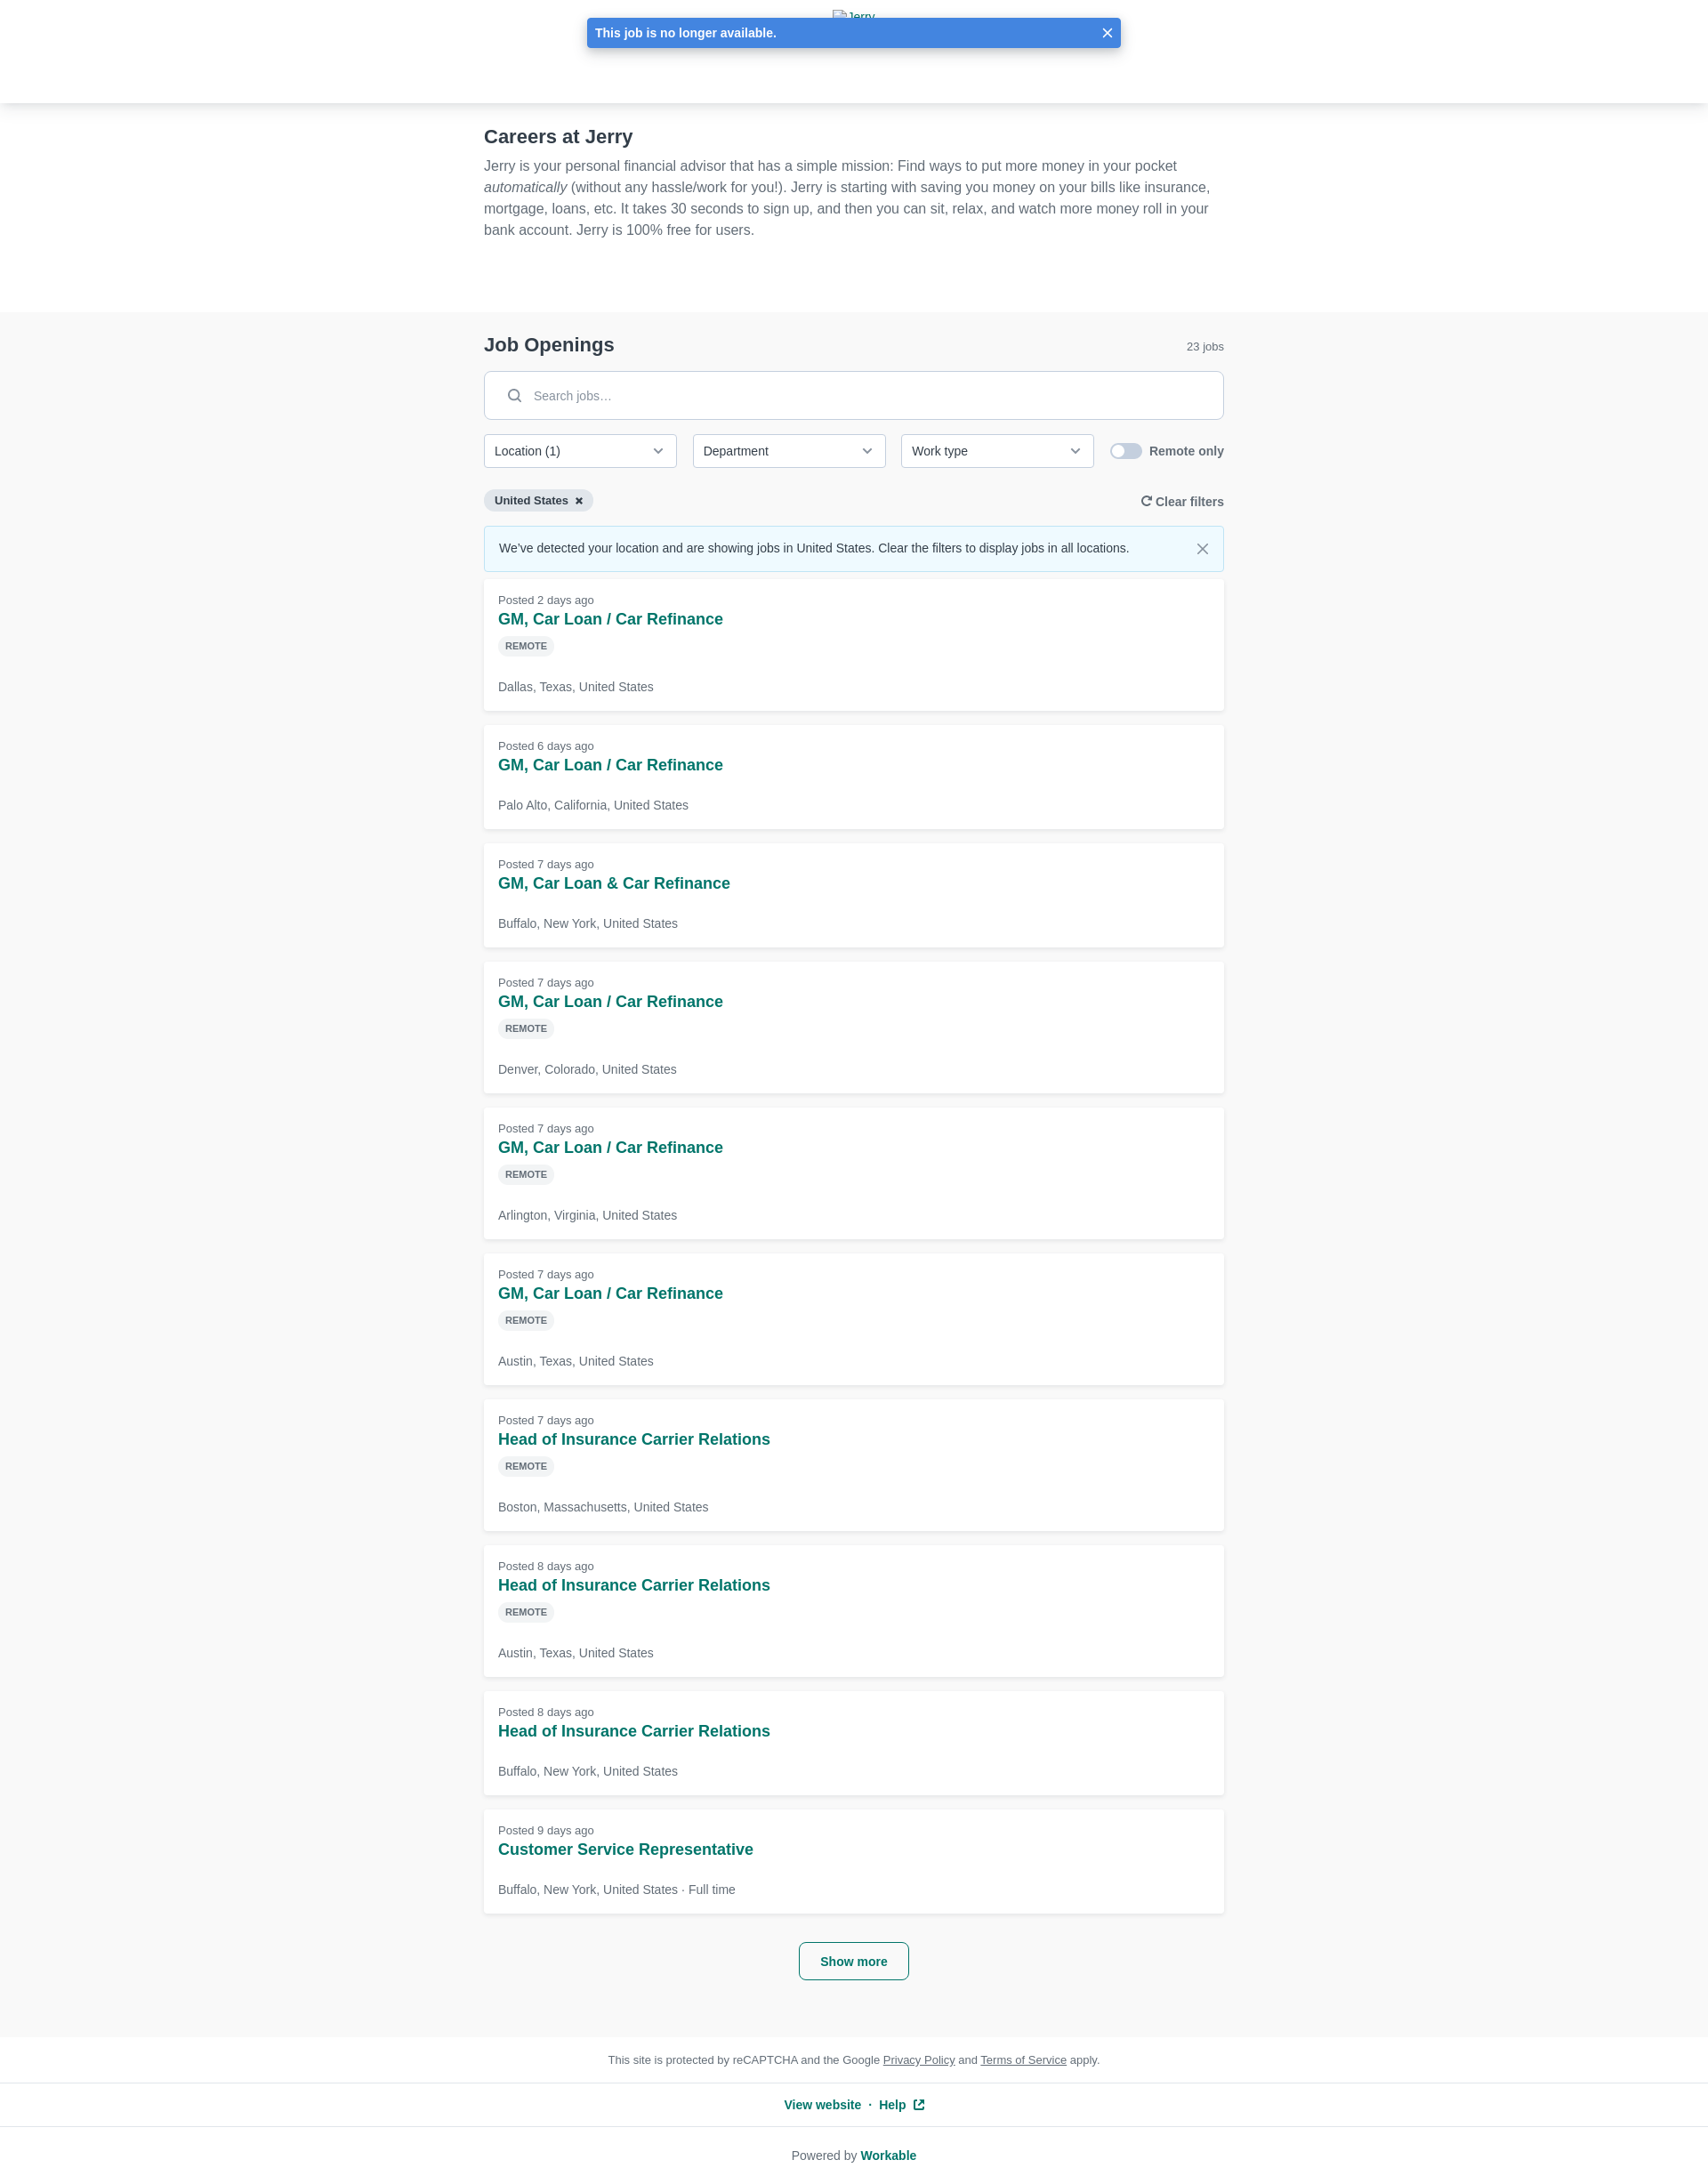 Jerry
This job is no longer available.
Careers at Jerry
Jerry is your personal financial advisor that has a simple mission: Find ways to put more money in your pocket
automatically (without any hassle/work for you!). Jerry is starting with saving you money on your bills like insurance,
mortgage, loans, etc. It takes 30 seconds to sign up, and then you can sit, relax, and watch more money roll in your
bank account. Jerry is 100% free for users.
Job Openings
23 jobs
Search jobs…
Location (1)
Department
Work type
Remote only
United States
Clear filters
We've detected your location and are showing jobs in United States. Clear the filters to display jobs in all locations.
Posted 2 days ago
GM, Car Loan / Car Refinance
REMOTE
Dallas, Texas, United States
Posted 6 days ago
GM, Car Loan / Car Refinance
Palo Alto, California, United States
Posted 7 days ago
GM, Car Loan & Car Refinance
Buffalo, New York, United States
Posted 7 days ago
GM, Car Loan / Car Refinance
REMOTE
Denver, Colorado, United States
Posted 7 days ago
GM, Car Loan / Car Refinance
REMOTE
Arlington, Virginia, United States
Posted 7 days ago
GM, Car Loan / Car Refinance
REMOTE
Austin, Texas, United States
Posted 7 days ago
Head of Insurance Carrier Relations
REMOTE
Boston, Massachusetts, United States
Posted 8 days ago
Head of Insurance Carrier Relations
REMOTE
Austin, Texas, United States
Posted 8 days ago
Head of Insurance Carrier Relations
Buffalo, New York, United States
Posted 9 days ago
Customer Service Representative
Buffalo, New York, United States · Full time
Show more
This site is protected by reCAPTCHA and the Google Privacy Policy and Terms of Service apply.
View website · Help
Powered by Workable